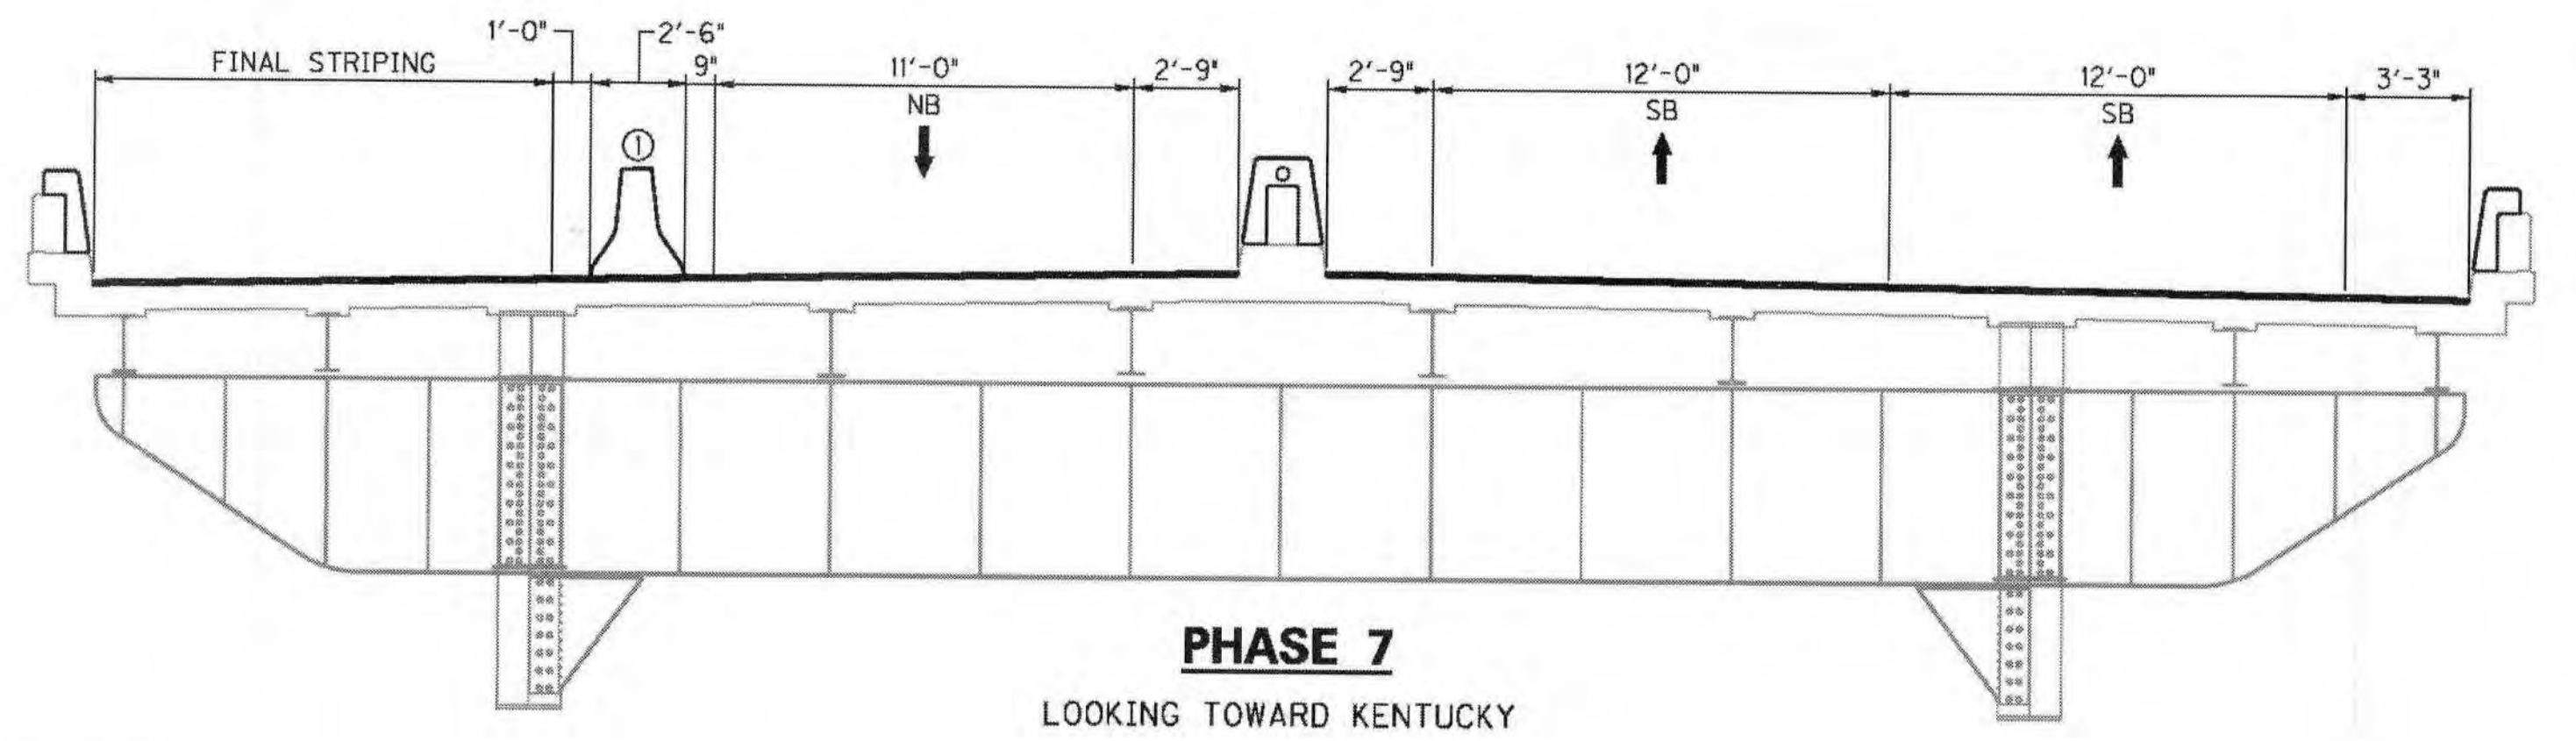 1'-0" 2'-6"
FINAL STRIPING 9" 11'-0" 2'-9" 2'-9" 12'-0" 12'-0" 3'-3"
NB SB SB
1
PHASE 7
LOOKING TOWARD KENTUCKY